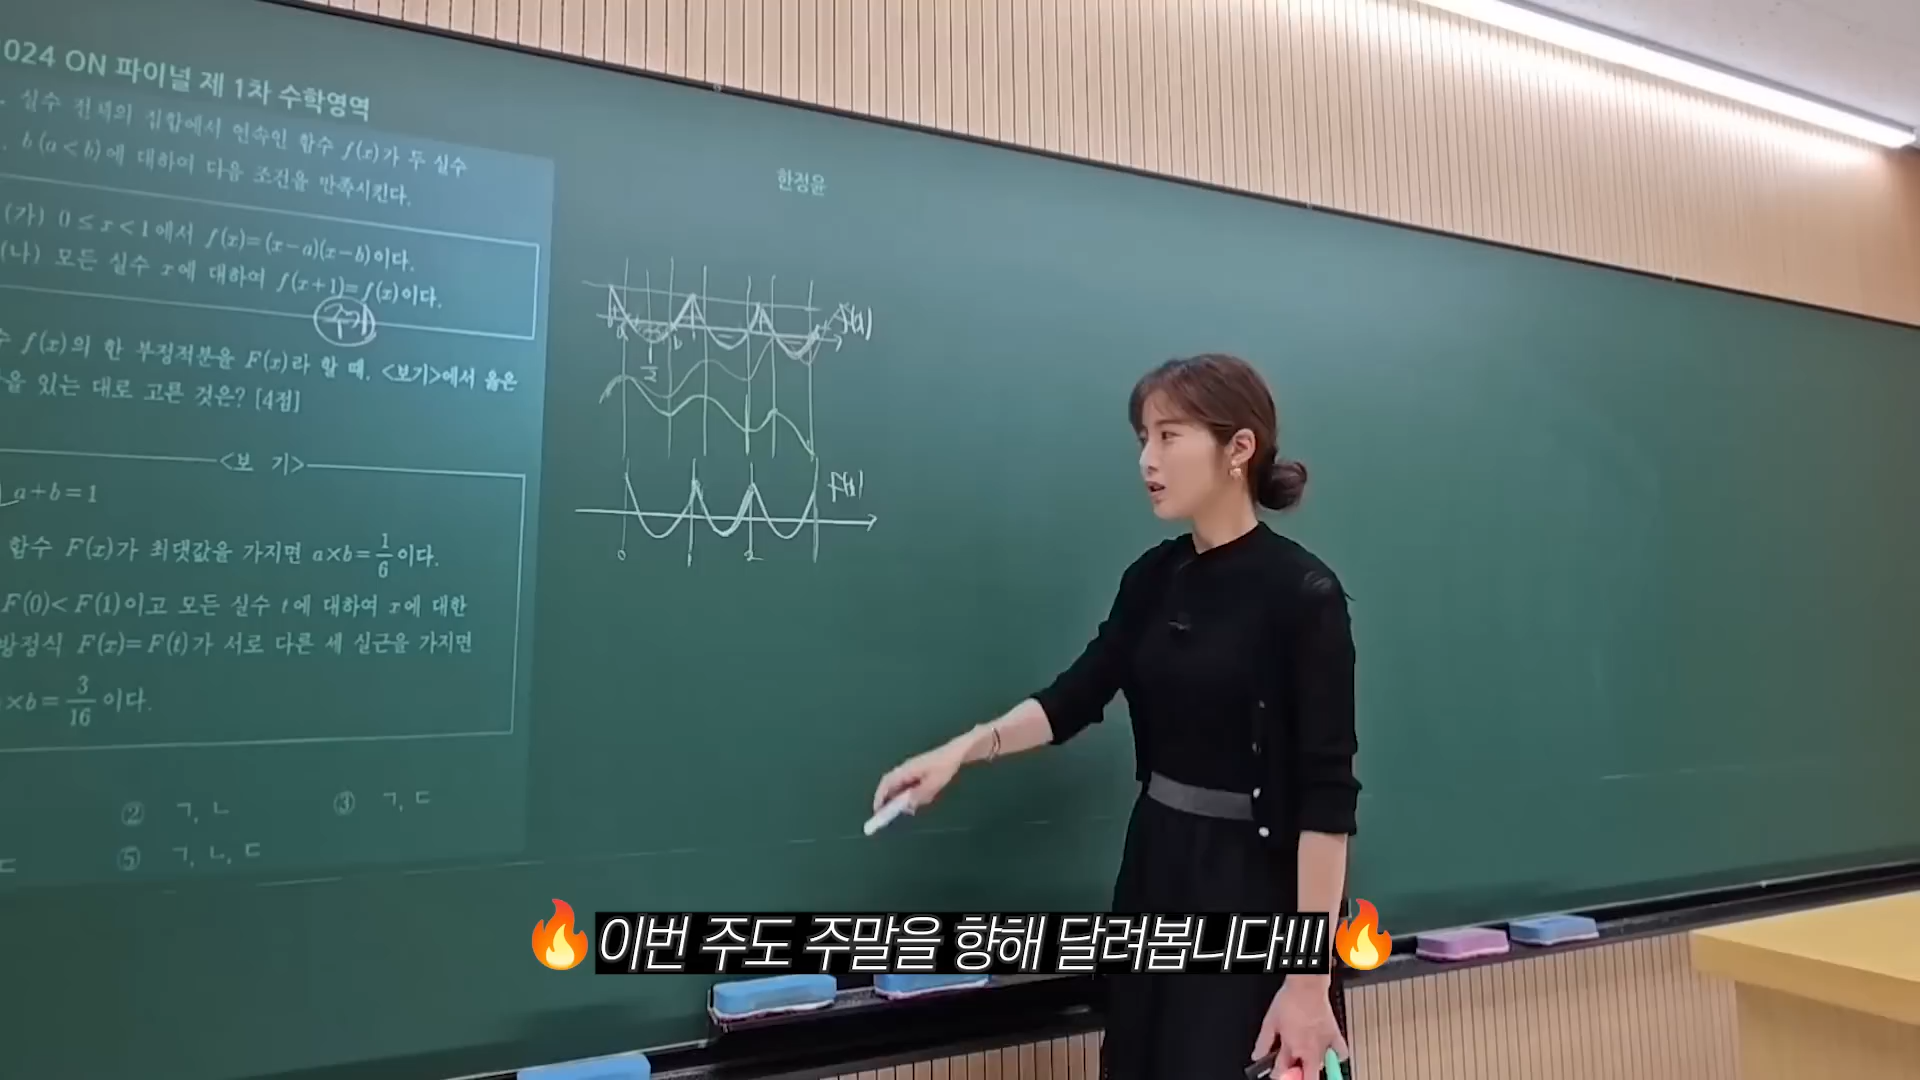 024 ON 파이널 제 1차 수학영역
. 실수 전체의 집합에서 연속인 함수 f(x)가 두 실수
. b (a < b)에 대하여 다음 조건을 만족시킨다.
(가) 0 ≤ x < 1에서 f(x)=(x-a)(x-b)이다.
(나) 모든 실수 x에 대하여 f(x+1)=f(x)이다.
주기
수 f(x)의 한 부정적분을 F(x)라 할 때, <보기>에서 옳은
을 있는 대로 고른 것은? [4점]
<보 기>
a+b=1
함수 F(x)가 최댓값을 가지면 a×b=1/6이다.
F(0)< F(1)이고 모든 실수 t에 대하여 x에 대한
방정식 F(x)=F(t)가 서로 다른 세 실근을 가지면
×b=3/16이다.
② ㄱ, ㄴ ③ ㄱ, ㄷ
ㄷ ⑤ ㄱ, ㄴ, ㄷ
한정윤
a b
1/2
f(x)
0 1 2
🔥이번 주도 주말을 향해 달려봅니다!!!🔥